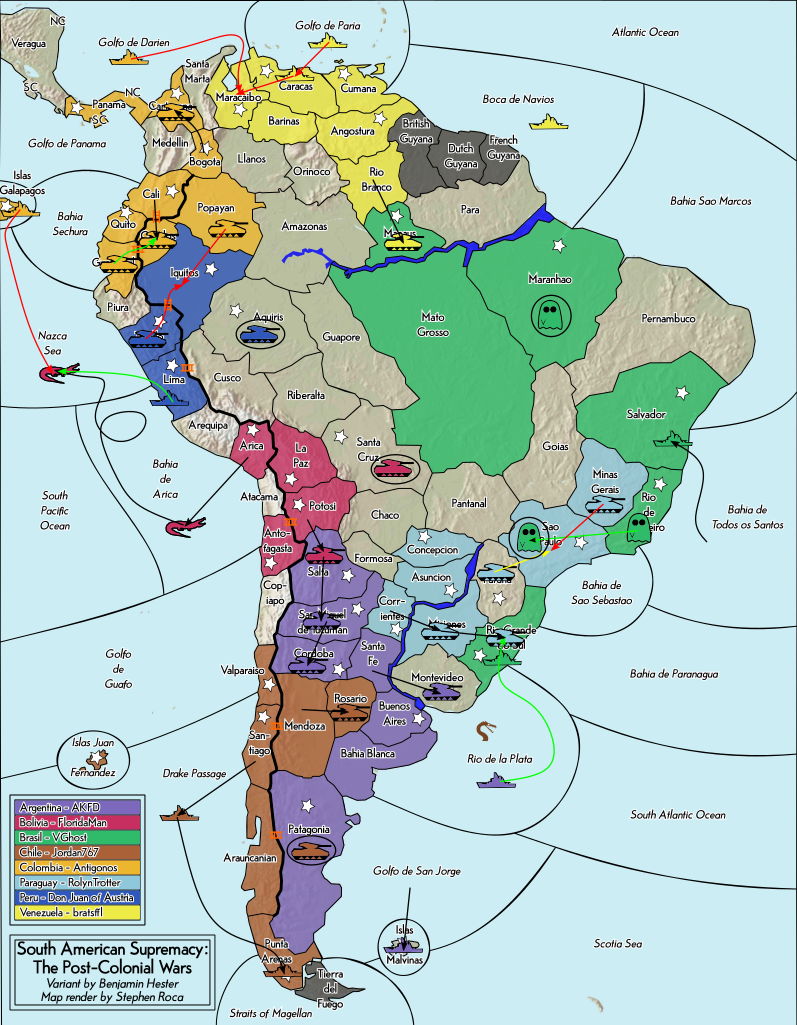 NC
Veragua
SC
Golfo de Darien
Golfo de Paria
Atlantic Ocean
Santa
Marta
NC
Panama
SC
Maracaibo
Caracas
Cumana
Boca de Navios
Barinas
Angostura
British
Guyana
Dutch
Guyana
French
Guyana
Golfo de Panama
Medellin
Bogota
Llanos
Orinoco
Rio
Branco
Islas
Galapagos
Cali
Popayan
Quito
Para
Bahia Sao Marcos
Bahia
Sechura
Amazonas
Iquitos
Maranhao
Piura
Aquiris
Mato
Grosso
Pernambuco
Nazca
Sea
Guapore
Lima
Cusco
Riberalta
Arequipa
Salvador
Arica
La
Paz
Santa
Cruz
Goias
Bahia
de
Arica
Minas
Gerais
South
Pacific
Ocean
Atacama
Potosi
Chaco
Pantanal
Rio
de
Bahia de
Todos os Santos
Anto-
fagasta
Sao
Paulo
Concepcion
Formosa
Salta
Asuncion
Cop-
iapo
Bahia de
Sao Sebastao
Corr-
ientes
Misiones
Rio Grande
do Sul
San Miguel
de Tucuman
Cordoba
Santa
Fe
Golfo
de
Guafo
Valparaiso
Montevideo
Bahia de Paranagua
Rosario
Buenos
Aires
Mendoza
San-
tiago
Islas Juan
Fernandez
Bahia Blanca
Rio de la Plata
Drake Passage
South Atlantic Ocean
Argentina - AKFD
Bolivia - FloridaMan
Brasil - VGhost
Chile - Jordan767
Colombia - Antigonos
Paraguay - RolynTrotter
Peru - Don Juan of Austria
Venezuela - bratsffl
Patagonia
Araucanian
Golfo de San Jorge
Islas
Malvinas
Scotia Sea
South American Supremacy:
The Post-Colonial Wars
Variant by Benjamin Hester
Map render by Stephen Roca
Punta
Arenas
Tierra
del
Fuego
Straits of Magellan